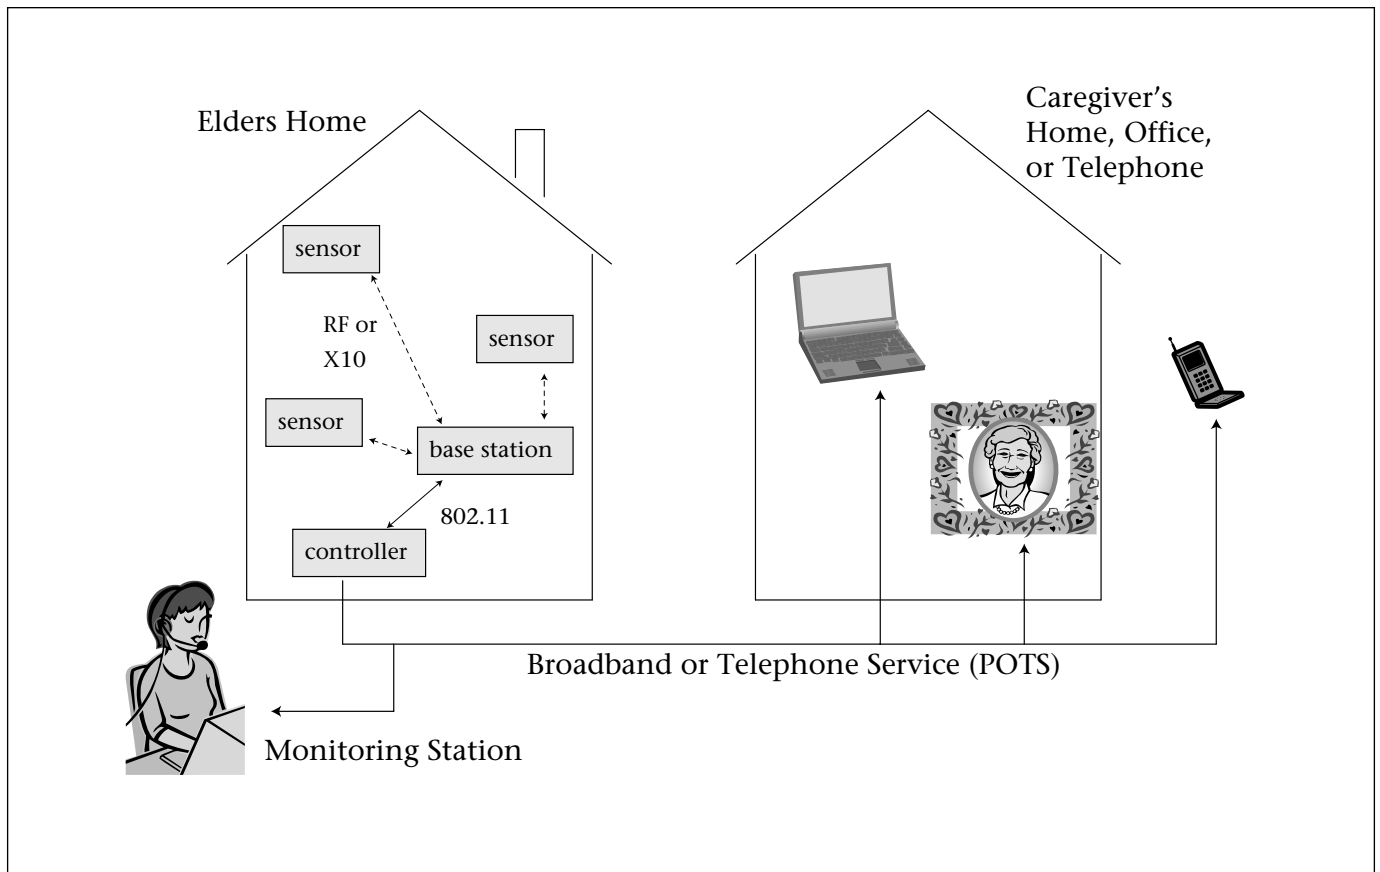 Elders Home
Caregiver's
Home, Office,
or Telephone
sensor
RF or
X10
sensor
sensor
base station
802.11
controller
Broadband or Telephone Service (POTS)
Monitoring Station